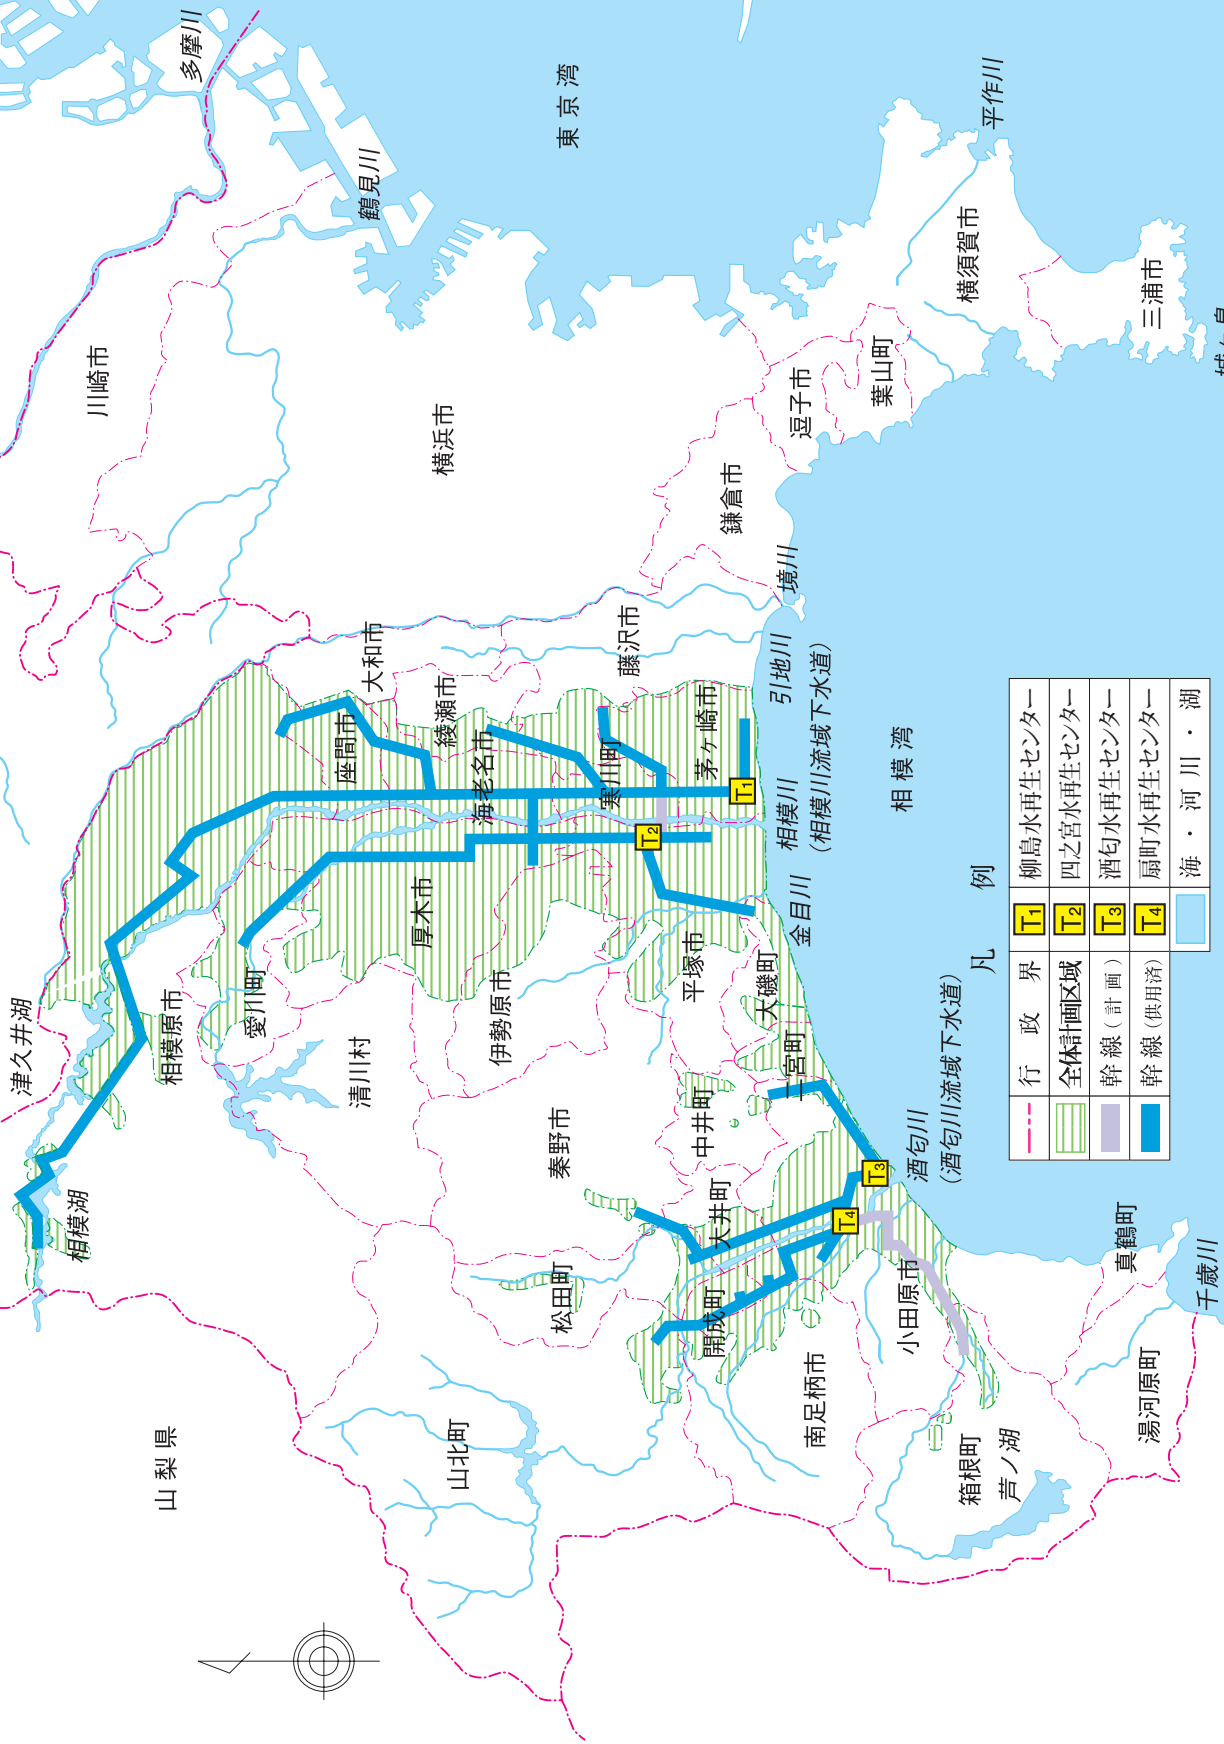 多摩川
鶴見川
東京湾
平作川
川崎市
横浜市
横須賀市
三浦市
葉山町
逗子市
鎌倉市
境川
大和市
藤沢市
引地川
綾瀬市
座間市
海老名市
寒川町
茅ヶ崎市
相模川
(相模川流域下水道)
相模湾
T1
T2
厚木市
金目川
平塚市
大磯町
伊勢原市
愛川町
相模原市
津久井湖
清川村
二宮町
中井町
秦野市
酒匂川
(酒匂川流域下水道)
相模湖
大井町
T3
T4
松田町
開成町
小田原市
南足柄市
真鶴町
千歳川
湯河原町
箱根町
芦ノ湖
山北町
山梨県
凡例
行政界
全体計画区域
幹線(計画)
幹線(供用済)
T1 柳島水再生センター
T2 四之宮水再生センター
T3 酒匂水再生センター
T4 扇町水再生センター
海・河川・湖